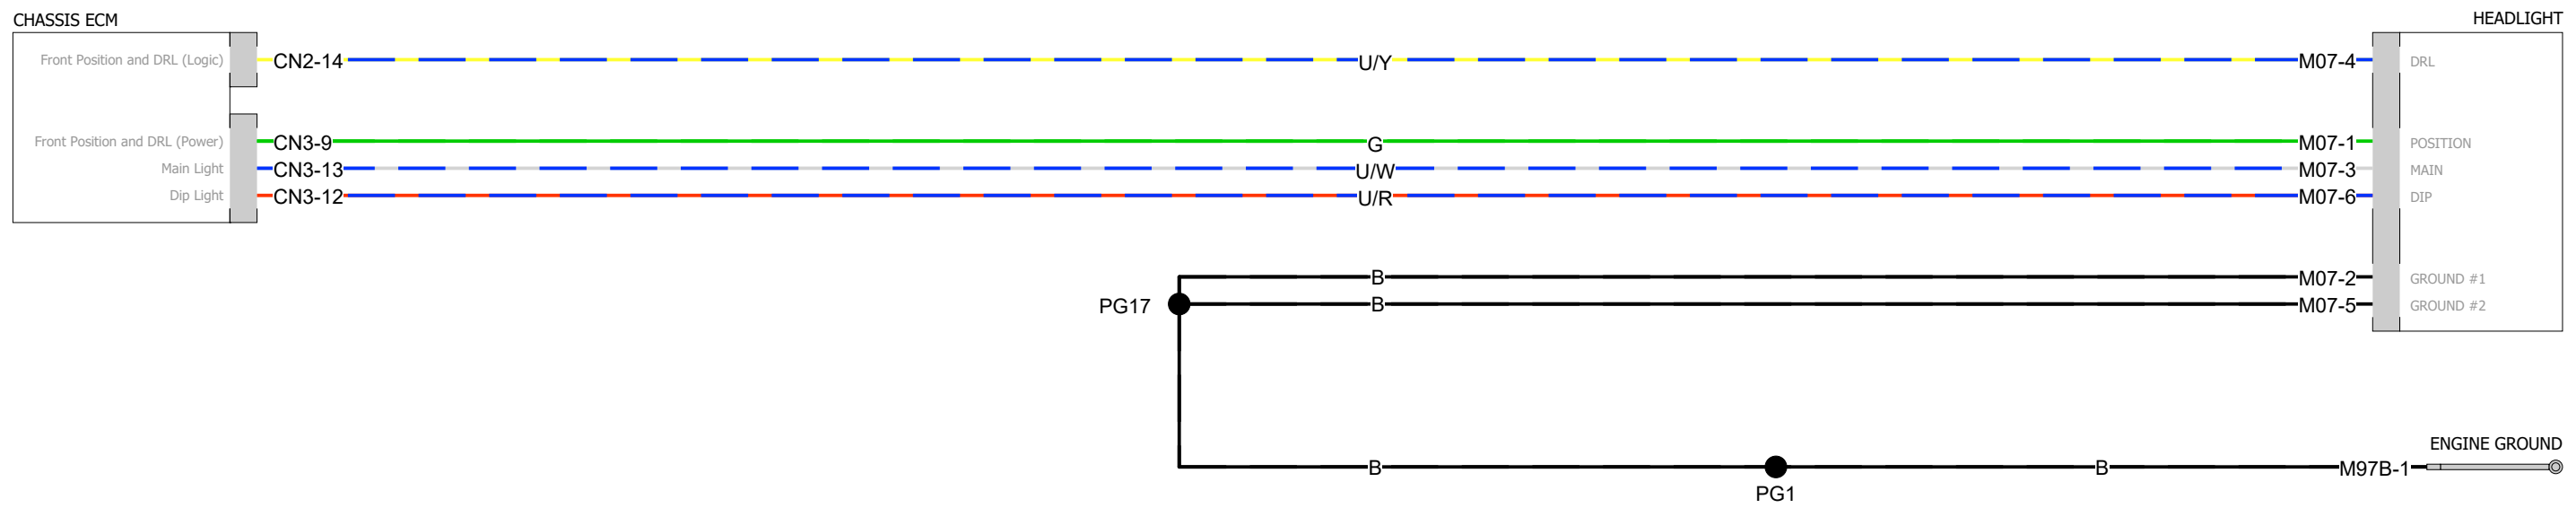 CHASSIS ECM
HEADLIGHT
Front Position and DRL (Logic) CN2-14 U/Y M07-4 DRL
Front Position and DRL (Power) CN3-9 G M07-1 POSITION
Main Light CN3-13 U/W M07-3 MAIN
Dip Light CN3-12 U/R M07-6 DIP
B M07-2 GROUND #1
PG17 B M07-5 GROUND #2
ENGINE GROUND
B B M97B-1
PG1